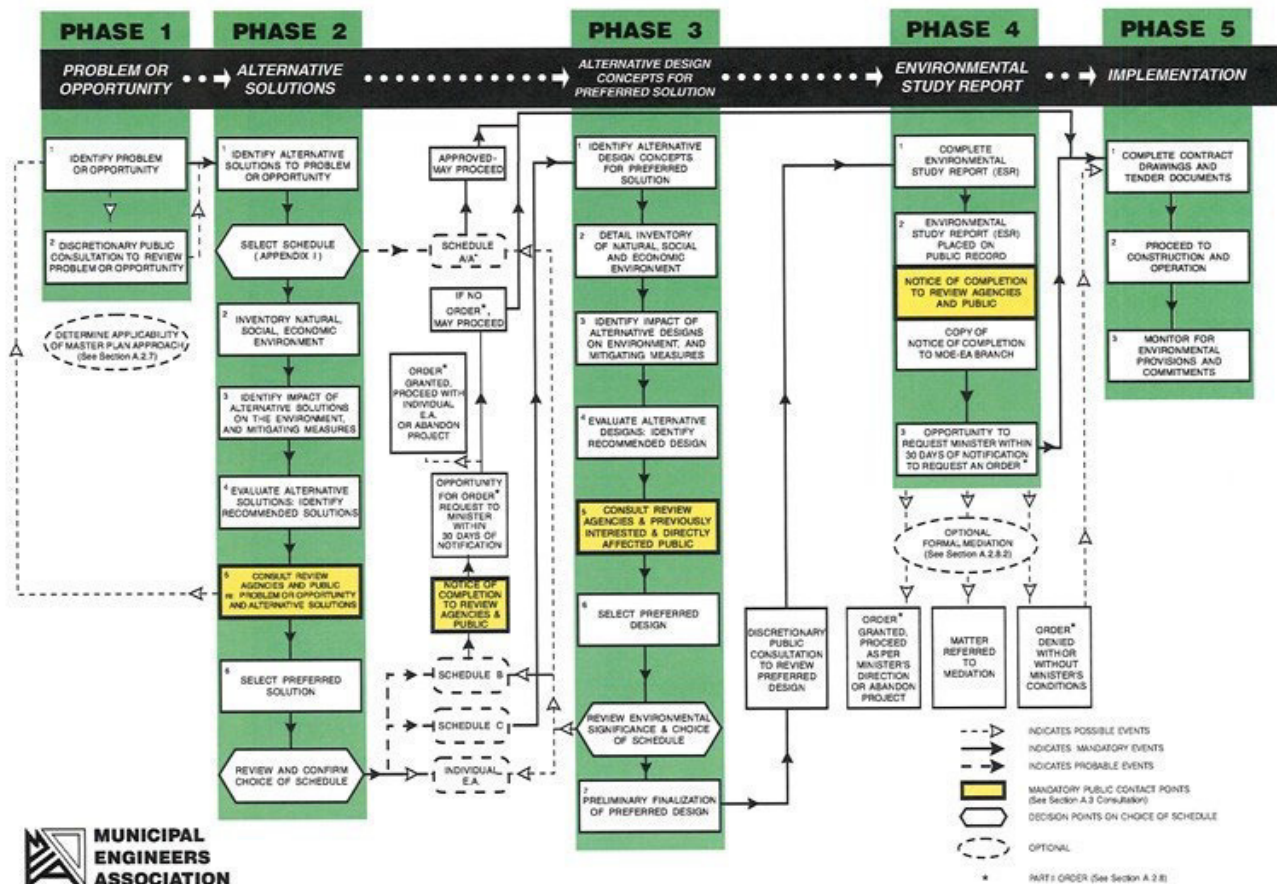 PHASE 1
PROBLEM OR
OPPORTUNITY
1 IDENTIFY PROBLEM
OR OPPORTUNITY
2 DISCRETIONARY PUBLIC
CONSULTATION TO REVIEW
PROBLEM OR OPPORTUNITY
DETERMINE APPLICABILITY
OF MASTER PLAN APPROACH
(See Section A.2.7)
PHASE 2
ALTERNATIVE
SOLUTIONS
1 IDENTIFY ALTERNATIVE
SOLUTIONS TO PROBLEM
OR OPPORTUNITY
SELECT SCHEDULE
(APPENDIX I)
2 INVENTORY NATURAL,
SOCIAL, ECONOMIC
ENVIRONMENT
3 IDENTIFY IMPACT OF
ALTERNATIVE SOLUTIONS
ON THE ENVIRONMENT,
AND MITIGATING MEASURES
4 EVALUATE ALTERNATIVE
SOLUTIONS: IDENTIFY
RECOMMENDED SOLUTIONS
5 CONSULT REVIEW
AGENCIES AND PUBLIC
re: PROBLEM OR OPPORTUNITY
AND ALTERNATIVE SOLUTIONS
6 SELECT PREFERRED
SOLUTION
REVIEW AND CONFIRM
CHOICE OF SCHEDULE
APPROVED-
MAY PROCEED
SCHEDULE
A/A+
IF NO
ORDER*,
MAY PROCEED
ORDER*
GRANTED,
PROCEED WITH
INDIVIDUAL
E.A.
OR ABANDON
PROJECT
OPPORTUNITY
FOR ORDER*
REQUEST TO
MINISTER
WITHIN
30 DAYS OF
NOTIFICATION
NOTICE OF
COMPLETION
TO REVIEW
AGENCIES &
PUBLIC
SCHEDULE B
SCHEDULE C
INDIVIDUAL
E.A.
PHASE 3
ALTERNATIVE DESIGN
CONCEPTS FOR
PREFERRED SOLUTION
1 IDENTIFY ALTERNATIVE
DESIGN CONCEPTS
FOR PREFERRED
SOLUTION
2 DETAIL INVENTORY
OF NATURAL, SOCIAL
AND ECONOMIC
ENVIRONMENT
3 IDENTIFY IMPACT OF
ALTERNATIVE DESIGNS
ON ENVIRONMENT, AND
MITIGATING MEASURES
4 EVALUATE ALTERNATIVE
DESIGNS: IDENTIFY
RECOMMENDED DESIGN
5 CONSULT REVIEW
AGENCIES & PREVIOUSLY
INTERESTED & DIRECTLY
AFFECTED PUBLIC
6 SELECT PREFERRED
DESIGN
REVIEW ENVIRONMENTAL
SIGNIFICANCE & CHOICE
OF SCHEDULE
7 PRELIMINARY FINALIZATION
OF PREFERRED DESIGN
DISCRETIONARY
PUBLIC
CONSULTATION
TO REVIEW
PREFERRED
DESIGN
PHASE 4
ENVIRONMENTAL
STUDY REPORT
1 COMPLETE
ENVIRONMENTAL
STUDY REPORT (ESR)
2 ENVIRONMENTAL
STUDY REPORT (ESR)
PLACED ON
PUBLIC RECORD
NOTICE OF COMPLETION
TO REVIEW AGENCIES
AND PUBLIC
COPY OF
NOTICE OF COMPLETION
TO MOE-EA BRANCH
3 OPPORTUNITY TO
REQUEST MINISTER WITHIN
30 DAYS OF NOTIFICATION
TO REQUEST AN ORDER*
OPTIONAL
FORMAL MEDIATION
(See Section A.2.8.2)
ORDER*
GRANTED,
PROCEED
AS PER
MINISTER'S
DIRECTION
OR ABANDON
PROJECT
MATTER
REFERRED
TO
MEDIATION
ORDER*
DENIED
WITH OR
WITHOUT
MINISTER'S
CONDITIONS
PHASE 5
IMPLEMENTATION
1 COMPLETE CONTRACT
DRAWINGS AND
TENDER DOCUMENTS
2 PROCEED TO
CONSTRUCTION AND
OPERATION
3 MONITOR FOR
ENVIRONMENTAL
PROVISIONS AND
COMMITMENTS
INDICATES POSSIBLE EVENTS
INDICATES MANDATORY EVENTS
INDICATES PROBABLE EVENTS
MANDATORY PUBLIC CONTACT POINTS
(See Section A.3 Consultation)
DECISION POINTS ON CHOICE OF SCHEDULE
OPTIONAL
* PART II ORDER (See Section A.2.8)
MUNICIPAL
ENGINEERS
ASSOCIATION